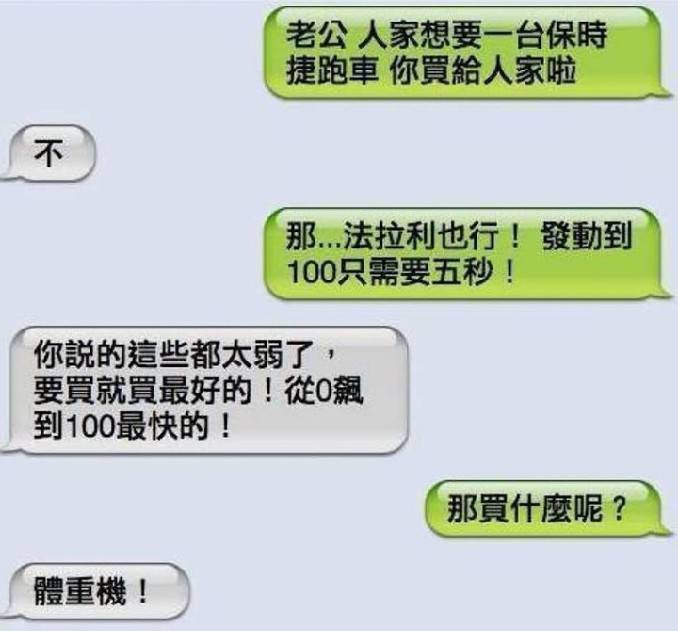 老公 人家想要一台保時
捷跑車 你買給人家啦
不
那...法拉利也行！ 發動到
100只需要五秒！
你説的這些都太弱了，
要買就買最好的！從0飆
到100最快的！
那買什麼呢？
體重機！